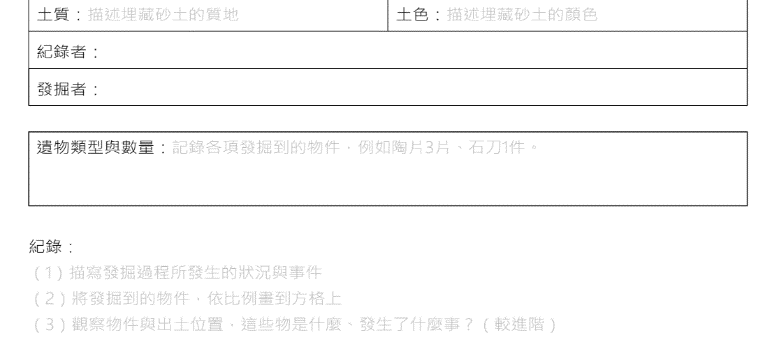 土質：描述埋藏砂土的質地 土色：描述埋藏砂土的顏色
紀錄者：
發掘者：
遺物類型與數量：記錄各項發掘到的物件，例如陶片3片、石刀1件。
紀錄：
(1) 描寫發掘過程所發生的狀況與事件
(2) 將發掘到的物件，依比例畫到方格上
(3) 觀察物件與出土位置，這些物是什麼、發生了什麼事？(較進階)